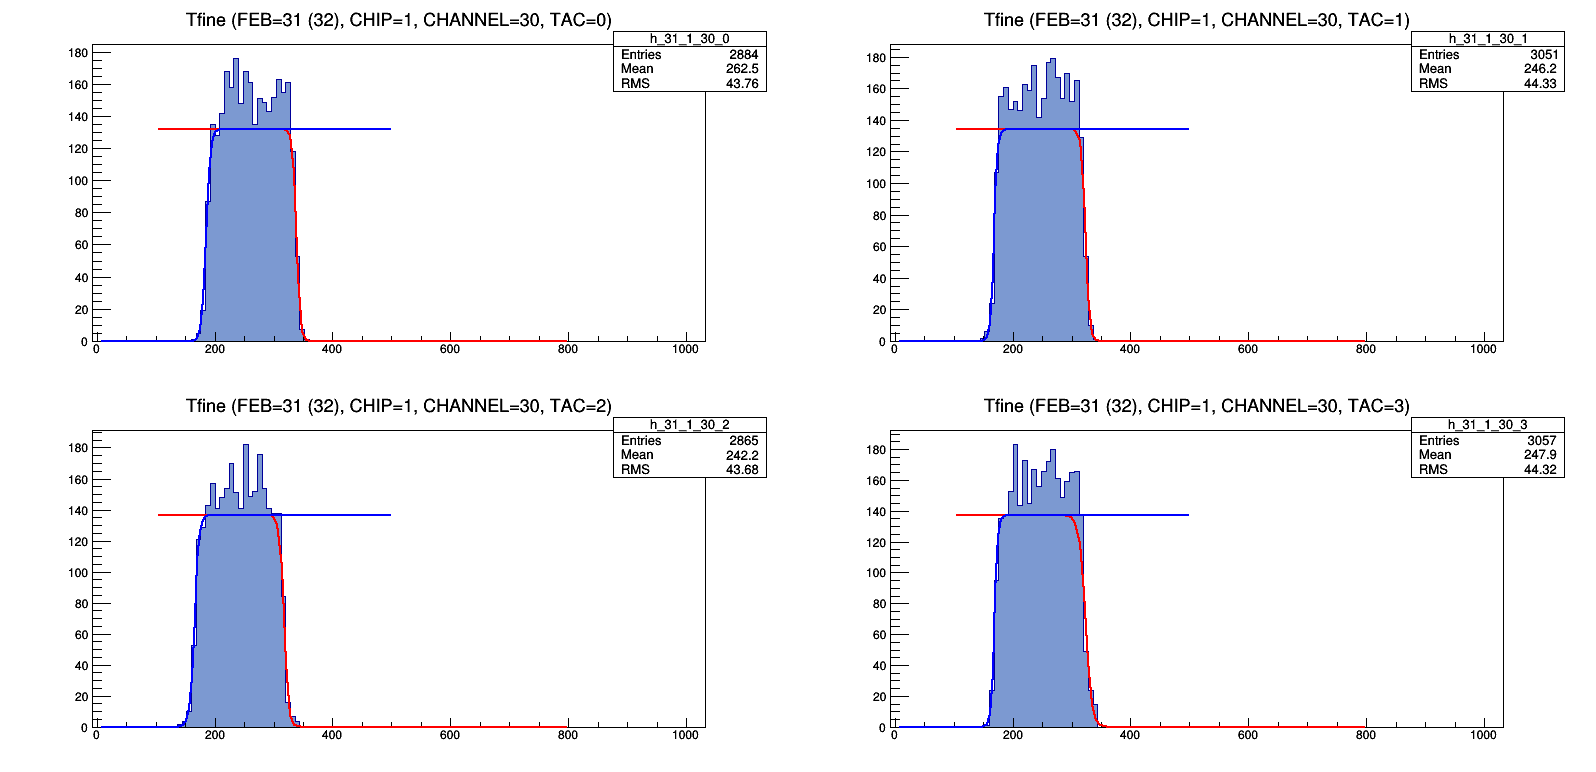 Tfine (FEB=31 (32), CHIP=1, CHANNEL=30, TAC=0)
h_31_1_30_0
Entries 2884
Mean 262.5
RMS 43.76
180
160
140
120
100
80
60
40
20
0
0 200 400 600 800 1000
Tfine (FEB=31 (32), CHIP=1, CHANNEL=30, TAC=1)
h_31_1_30_1
Entries 3051
Mean 246.2
RMS 44.33
180
160
140
120
100
80
60
40
20
0
0 200 400 600 800 1000
Tfine (FEB=31 (32), CHIP=1, CHANNEL=30, TAC=2)
h_31_1_30_2
Entries 2865
Mean 242.2
RMS 43.68
180
160
140
120
100
80
60
40
20
0
0 200 400 600 800 1000
Tfine (FEB=31 (32), CHIP=1, CHANNEL=30, TAC=3)
h_31_1_30_3
Entries 3057
Mean 247.9
RMS 44.32
180
160
140
120
100
80
60
40
20
0
0 200 400 600 800 1000